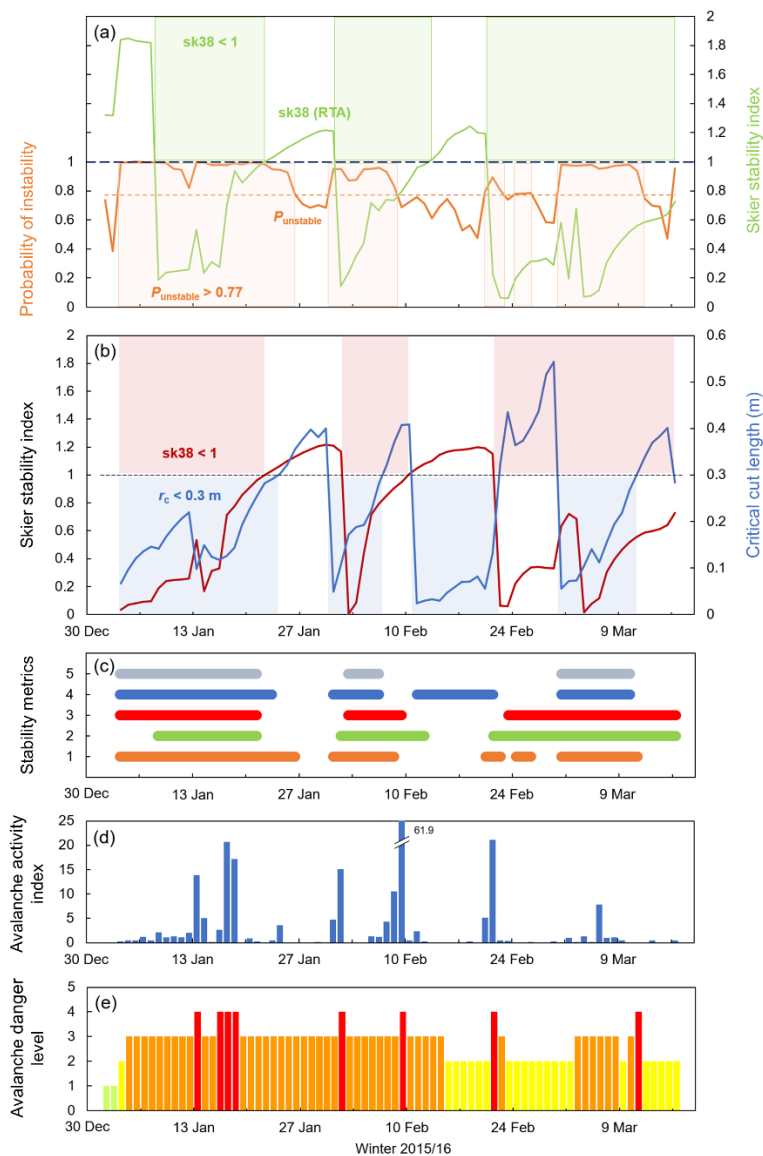 (a)
sk38 < 1
sk38 (RTA)
P unstable
P unstable > 0.77
Probability of instability
Skier stability index
1
0.8
0.6
0.4
0.2
0
2
1.8
1.6
1.4
1.2
1
0.8
0.6
0.4
0.2
0
(b)
sk38 < 1
rc < 0.3 m
Skier stability index
Critical cut length (m)
2
1.8
1.6
1.4
1.2
1
0.8
0.6
0.4
0.2
0
0.6
0.5
0.4
0.3
0.2
0.1
0
30 Dec 13 Jan 27 Jan 10 Feb 24 Feb 9 Mar
(c)
Stability metrics
5
4
3
2
1
30 Dec 13 Jan 27 Jan 10 Feb 24 Feb 9 Mar
(d)
61.9
Avalanche activity
index
25
20
15
10
5
0
30 Dec 13 Jan 27 Jan 10 Feb 24 Feb 9 Mar
(e)
Avalanche danger
level
5
4
3
2
1
0
30 Dec 13 Jan 27 Jan 10 Feb 24 Feb 9 Mar
Winter 2015/16